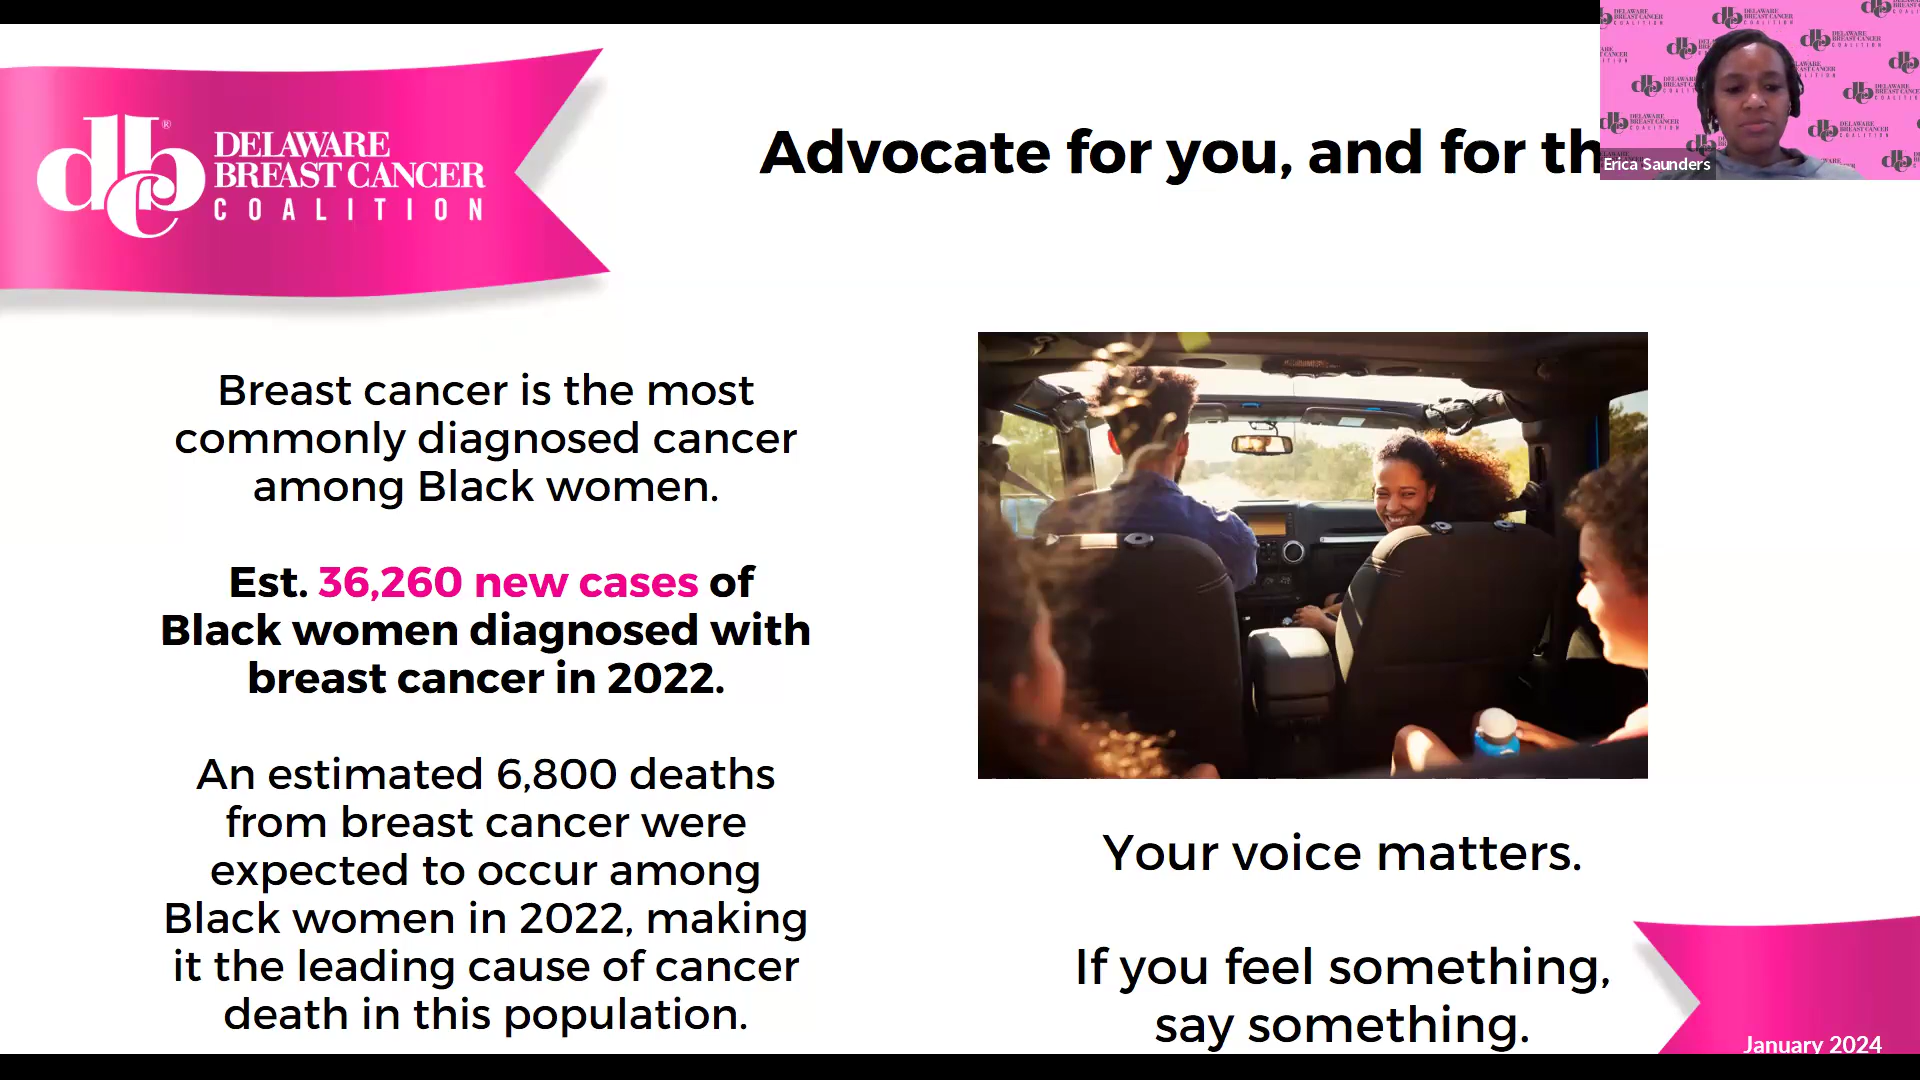 dbcc®
DELAWARE
BREAST CANCER
COALITION
Advocate for you, and for
Erica Saunders
Breast cancer is the most
commonly diagnosed cancer
among Black women.
Est. 36,260 new cases of
Black women diagnosed with
breast cancer in 2022.
An estimated 6,800 deaths
from breast cancer were
expected to occur among
Black women in 2022, making
it the leading cause of cancer
death in this population.
Your voice matters.
If you feel something,
say something.
January 2024